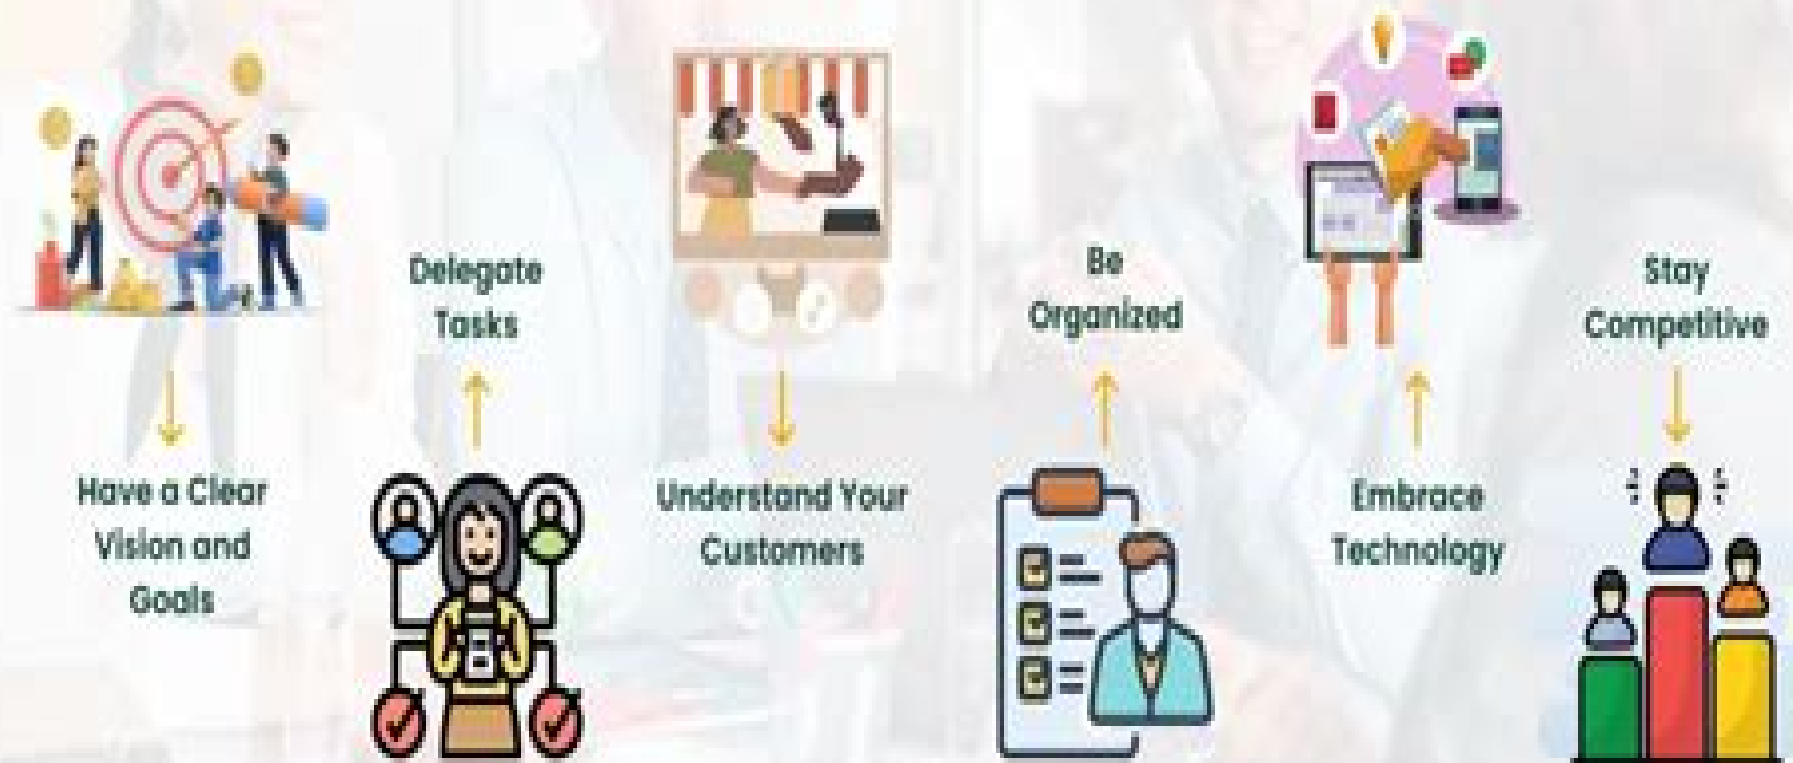 Have a Clear
Vision and
Goals
Delegate
Tasks
Understand Your
Customers
Be
Organized
Embrace
Technology
Stay
Competitive